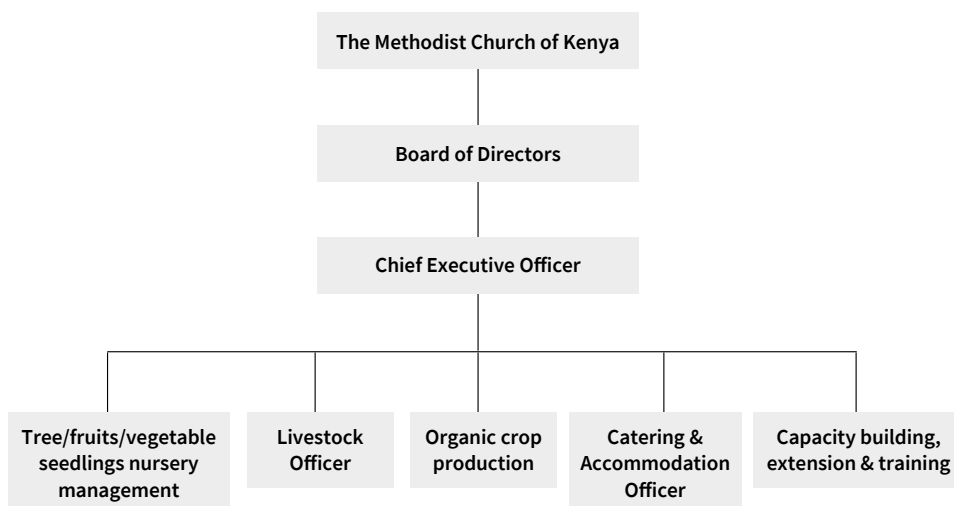 The Methodist Church of Kenya
Board of Directors
Chief Executive Officer
Tree/fruits/vegetable
seedlings nursery
management
Livestock
Officer
Organic crop
production
Catering &
Accommodation
Officer
Capacity building,
extension & training